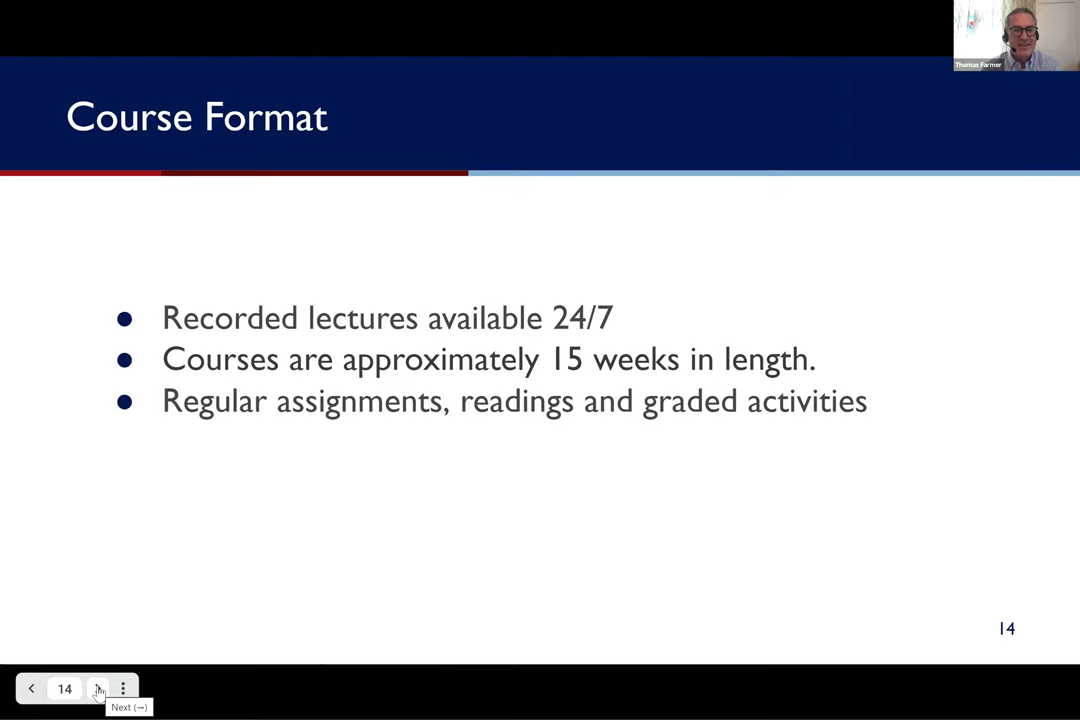 Thomas Farmer
Course Format
● Recorded lectures available 24/7
● Courses are approximately 15 weeks in length.
● Regular assignments, readings and graded activities
14
14
Next (→)